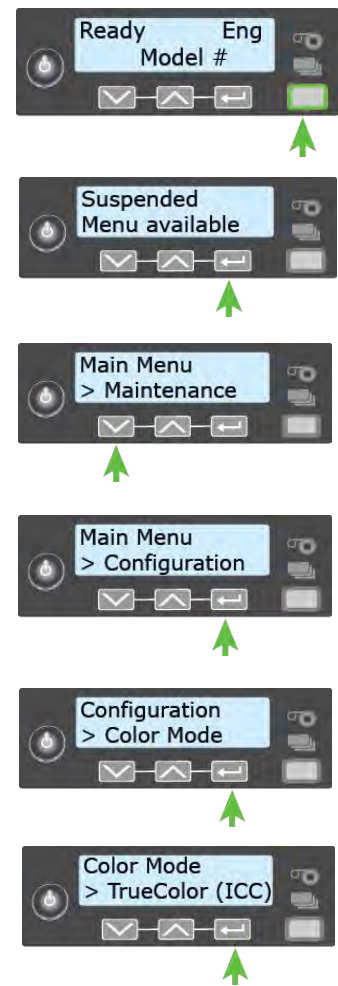 Ready Eng
Model #
Suspended
Menu available
Main Menu
> Maintenance
Main Menu
> Configuration
Configuration
> Color Mode
Color Mode
> TrueColor (ICC)